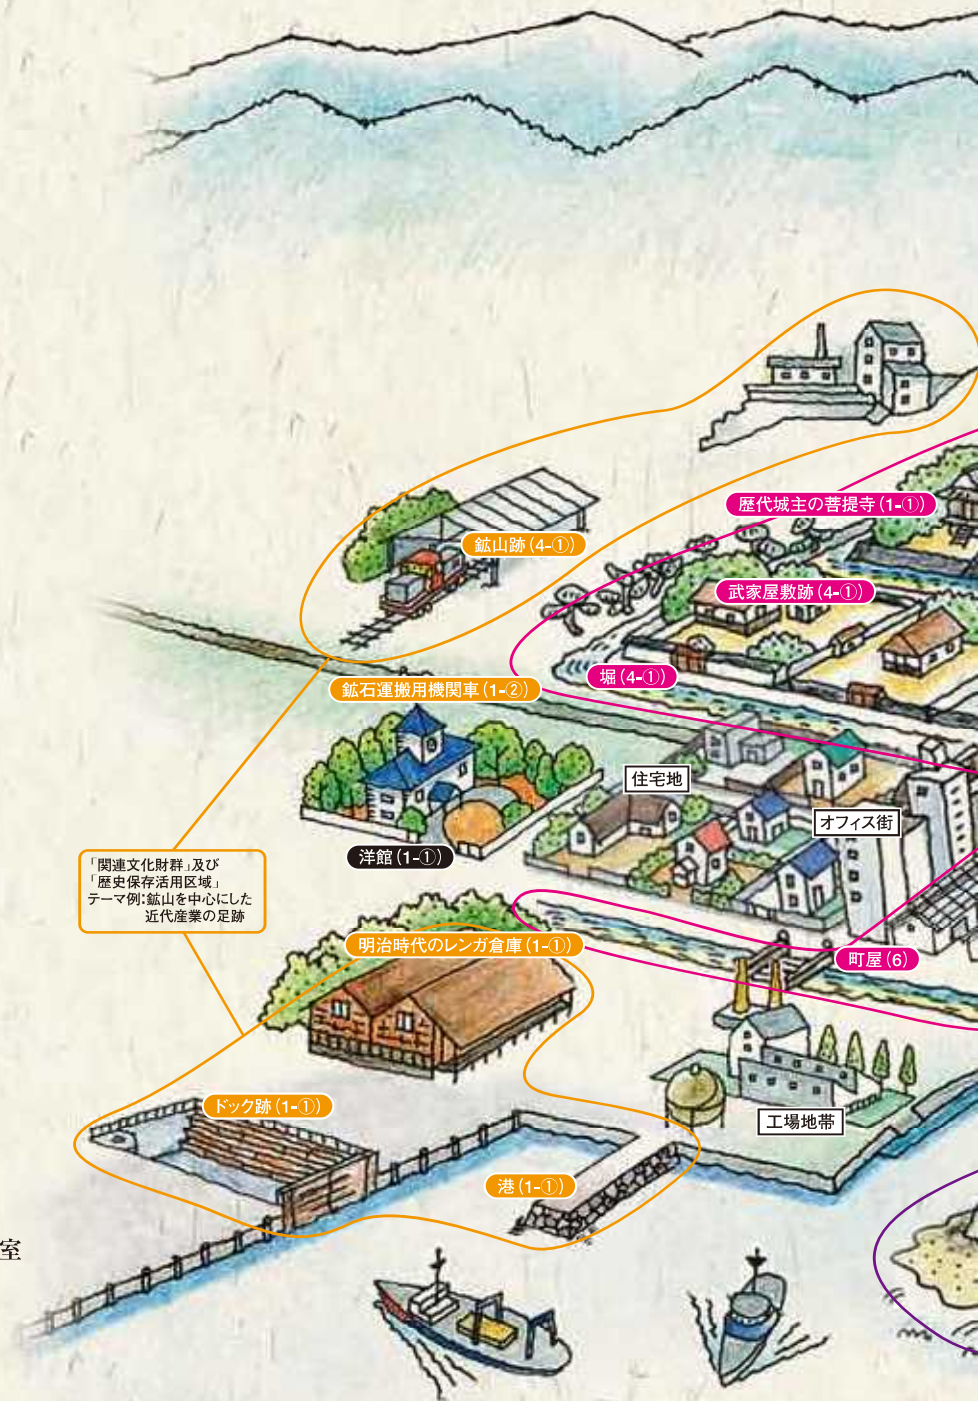 歴代城主の菩提寺(1-①)
鉱山跡(4-①)
武家屋敷跡(4-①)
堀(4-①)
鉱石運搬用機関車(1-②)
住宅地
オフィス街
洋館(1-①)
「関連文化財群」及び
「歴史保存活用区域」
テーマ例:鉱山を中心にした
近代産業の足跡
明治時代のレンガ倉庫(1-①)
町屋(6)
ドック跡(1-①)
工場地帯
港(1-①)
室